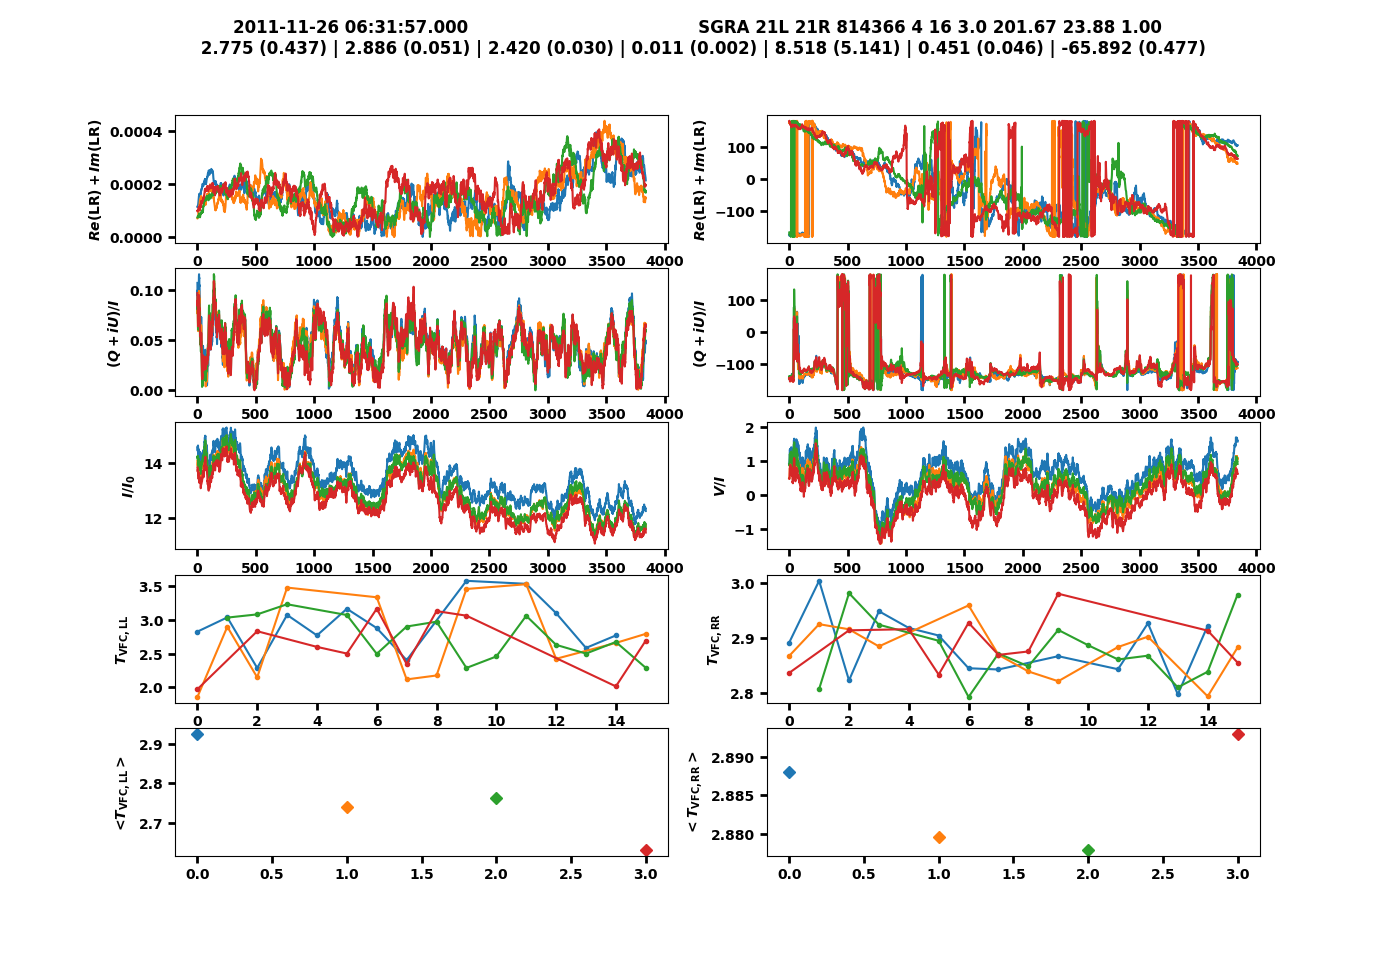 2011-11-26 06:31:57.000 SGRA 21L 21R 814366 4 16 3.0 201.67 23.88 1.00
2.775 (0.437) | 2.886 (0.051) | 2.420 (0.030) | 0.011 (0.002) | 8.518 (5.141) | 0.451 (0.046) | -65.892 (0.477)
Re(LR) + Im(LR)
0.0004
0.0002
0.0000
0 500 1000 1500 2000 2500 3000 3500 4000
Re(LR) + Im(LR)
100
0
−100
0 500 1000 1500 2000 2500 3000 3500 4000
(Q + iU)/I
0.10
0.05
0.00
0 500 1000 1500 2000 2500 3000 3500 4000
(Q + iU)/I
100
0
−100
0 500 1000 1500 2000 2500 3000 3500 4000
I/I0
14
12
0 500 1000 1500 2000 2500 3000 3500 4000
V/I
2
1
0
−1
0 500 1000 1500 2000 2500 3000 3500 4000
TVFC, LL
3.5
3.0
2.5
2.0
0 2 4 6 8 10 12 14
TVFC, RR
3.0
2.9
2.8
0 2 4 6 8 10 12 14
<TVFC, LL >
2.9
2.8
2.7
0.0 0.5 1.0 1.5 2.0 2.5 3.0
< TVFC, RR >
2.890
2.885
2.880
0.0 0.5 1.0 1.5 2.0 2.5 3.0